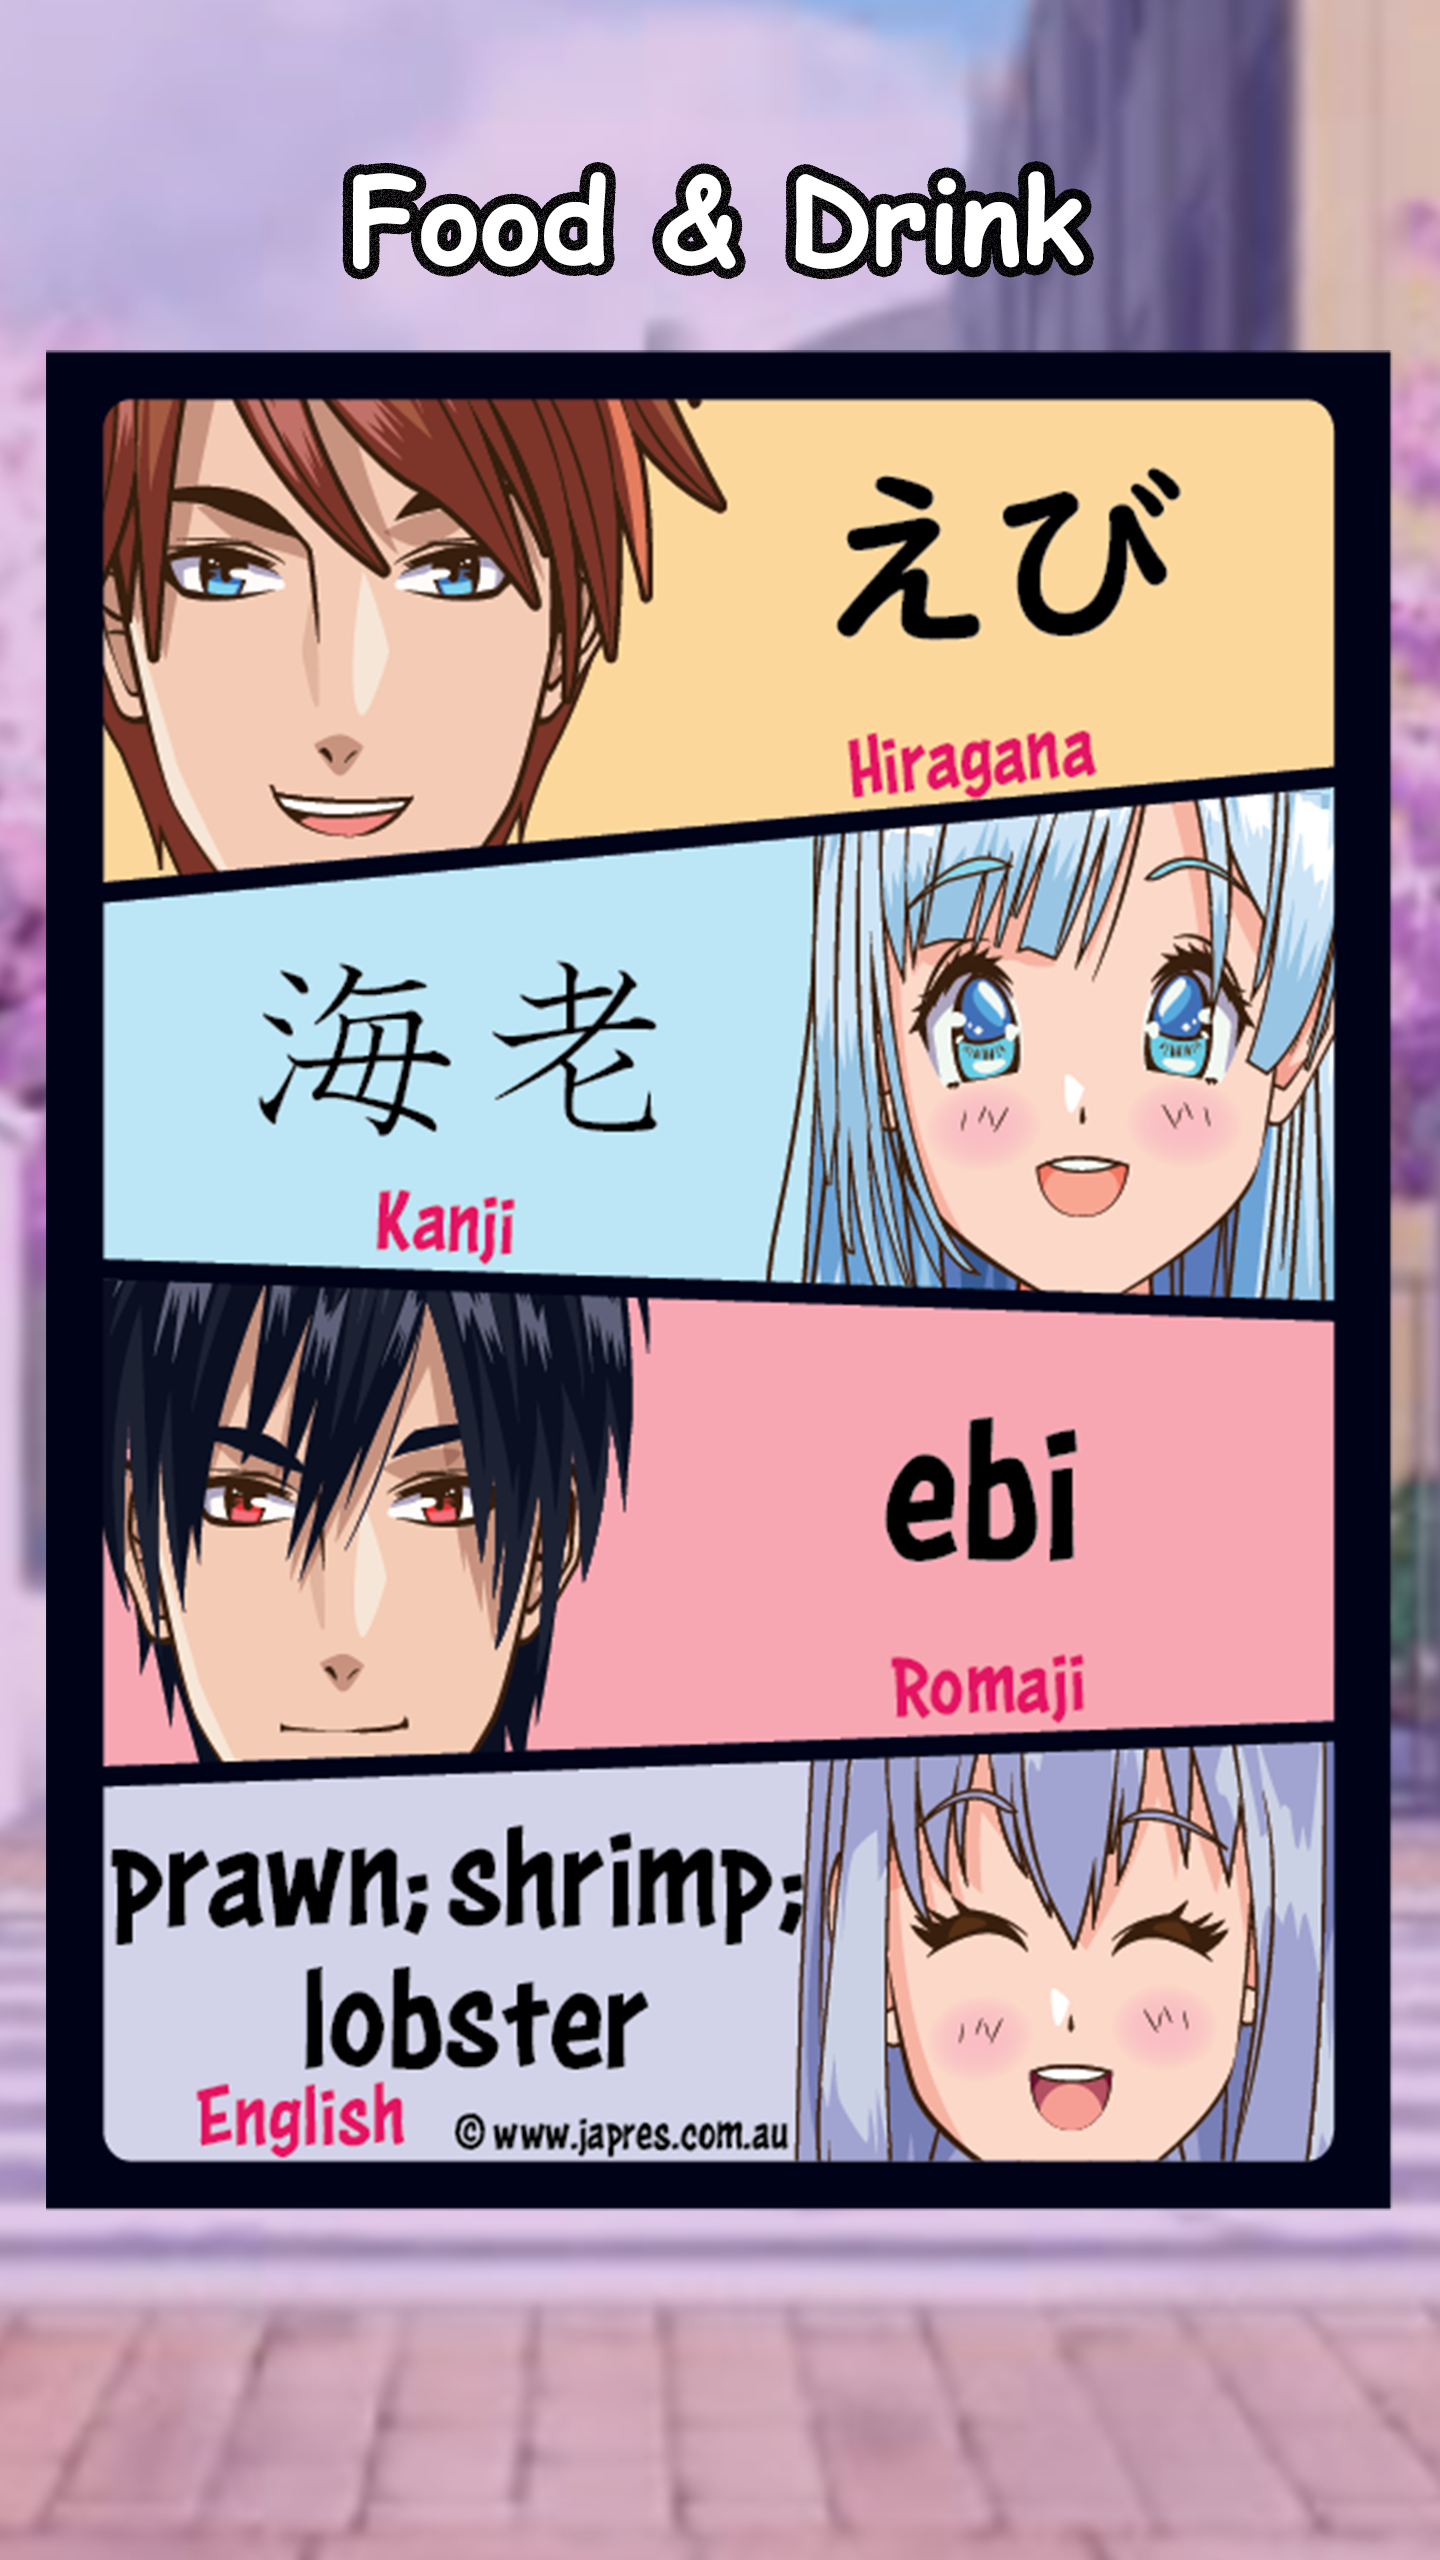 Food & Drink
えび
Hiragana
海老
Kanji
ebi
Romaji
prawn; shrimp;
lobster
English
© www.japres.com.au